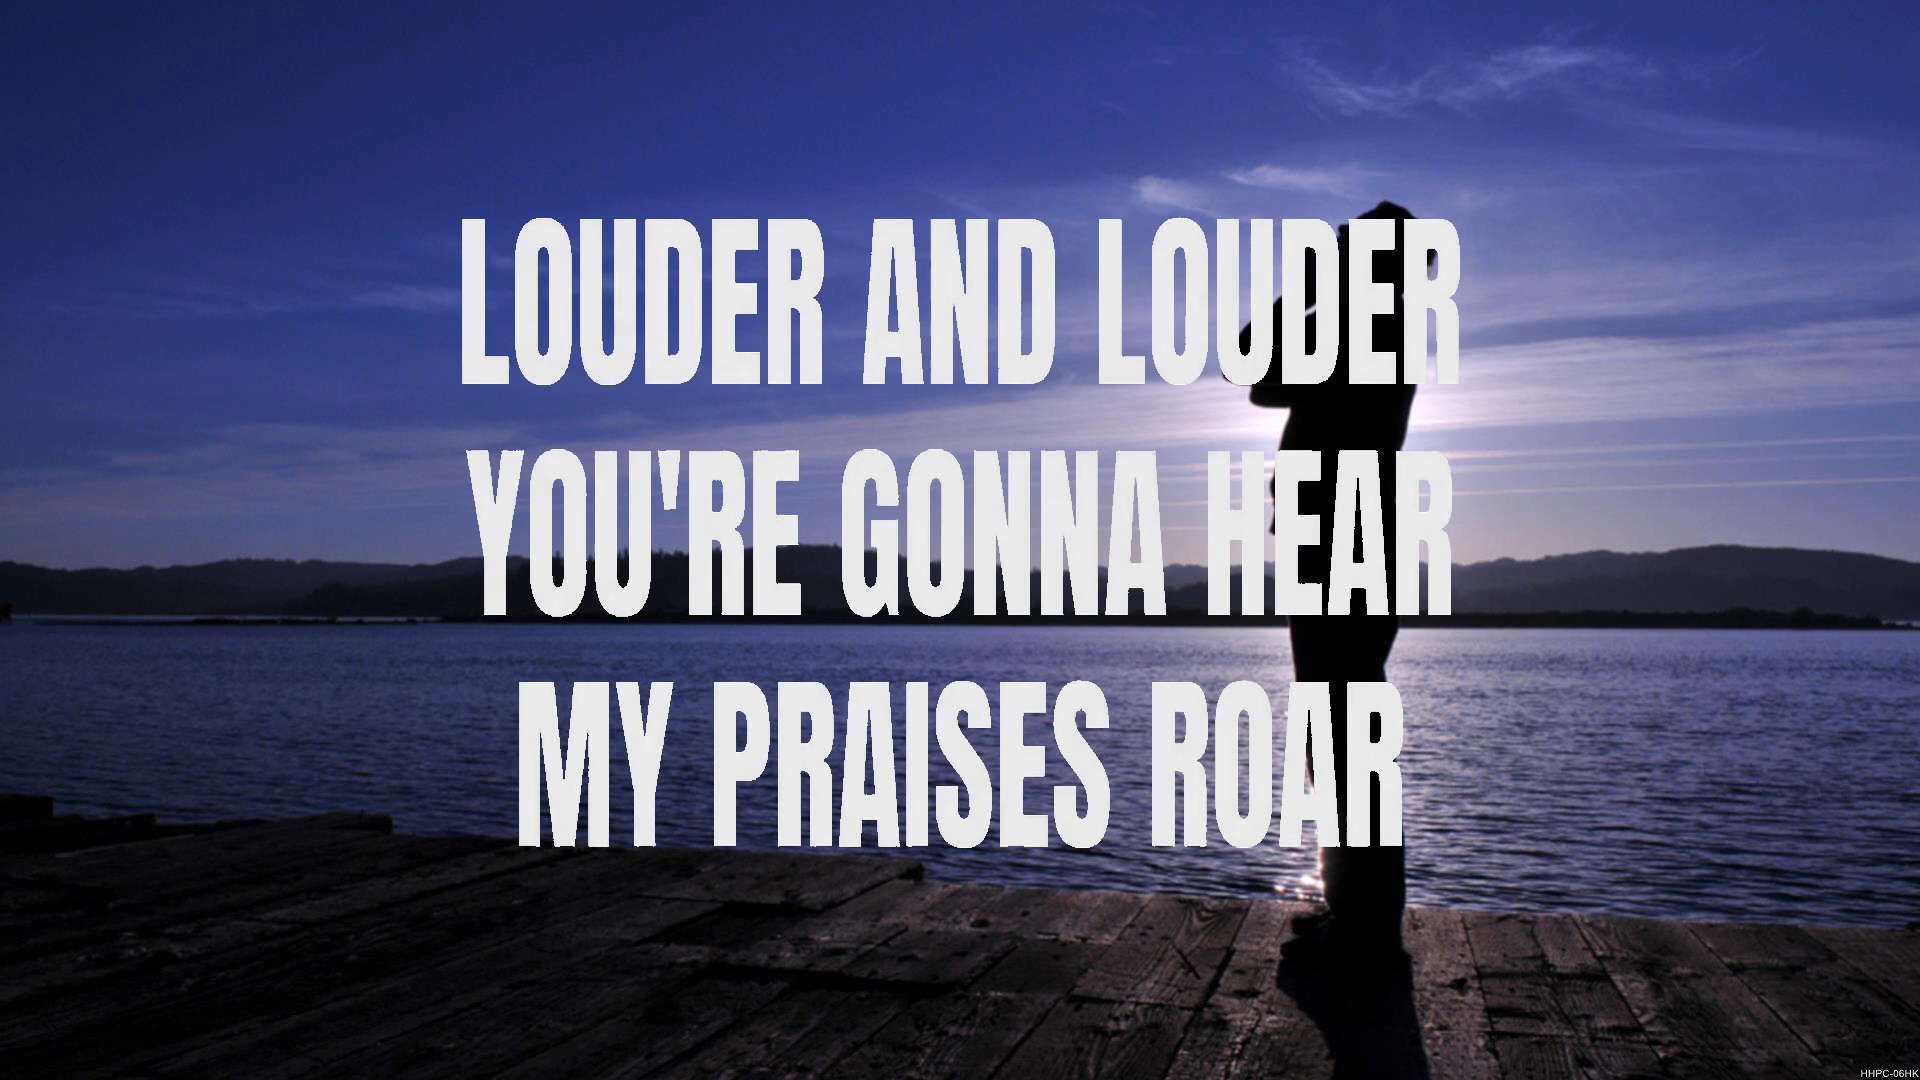 LOUDER AND LOUDER
YOU'RE GONNA HEAR
MY PRAISES ROAR
HHPC-06HK